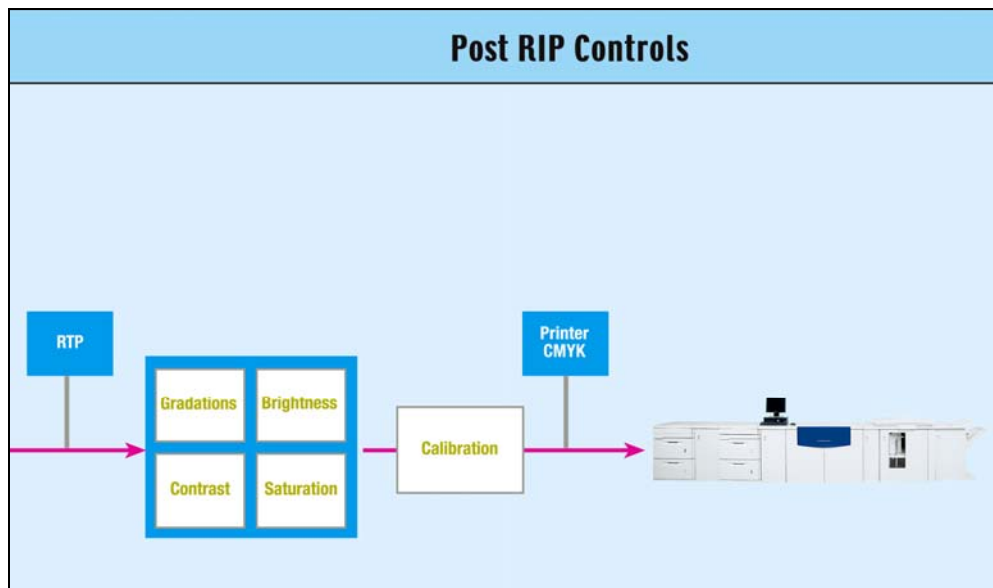 Post RIP Controls
RTP
Printer
CMYK
Gradations
Brightness
Contrast
Saturation
Calibration